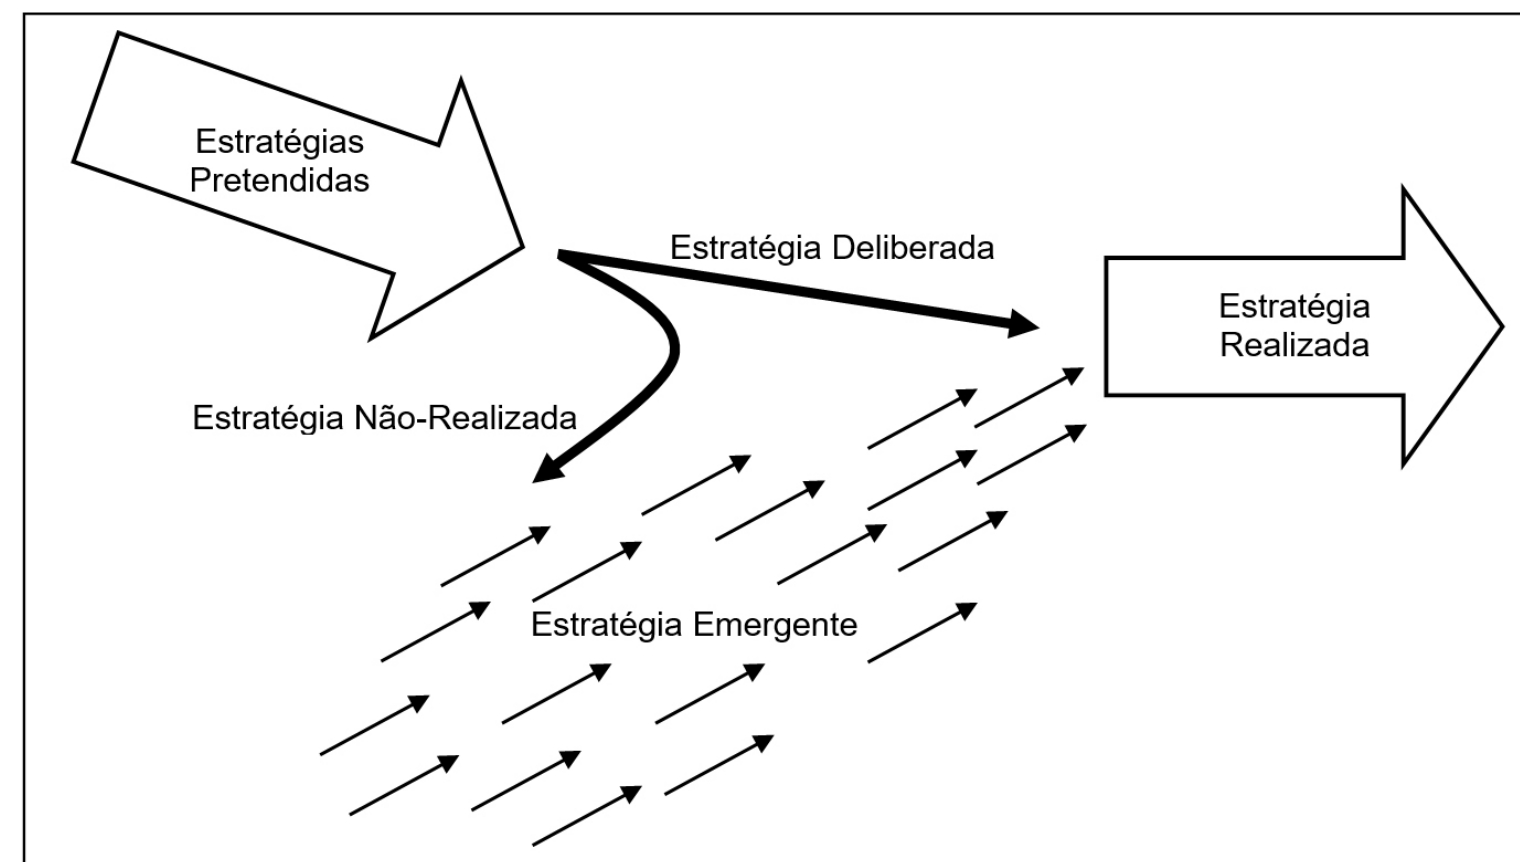 Estratégias
Pretendidas
Estratégia Deliberada
Estratégia
Realizada
Estratégia Não-Realizada
Estratégia Emergente